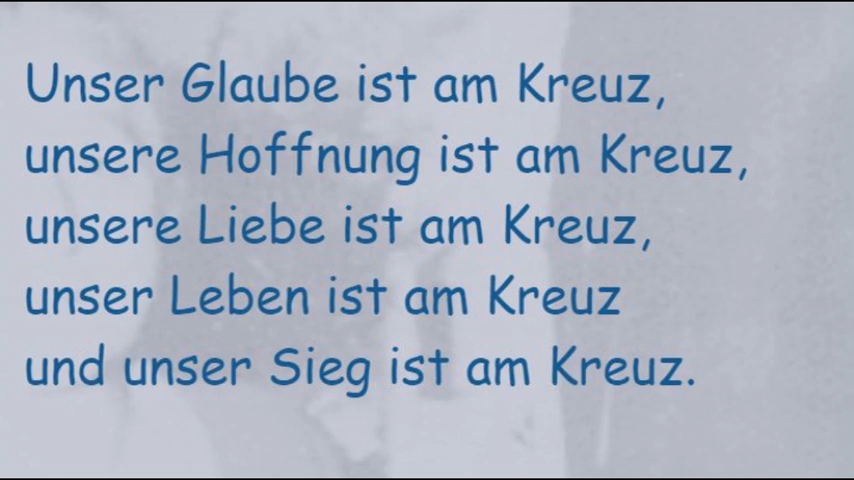 Unser Glaube ist am Kreuz,
unsere Hoffnung ist am Kreuz,
unsere Liebe ist am Kreuz,
unser Leben ist am Kreuz
und unser Sieg ist am Kreuz.